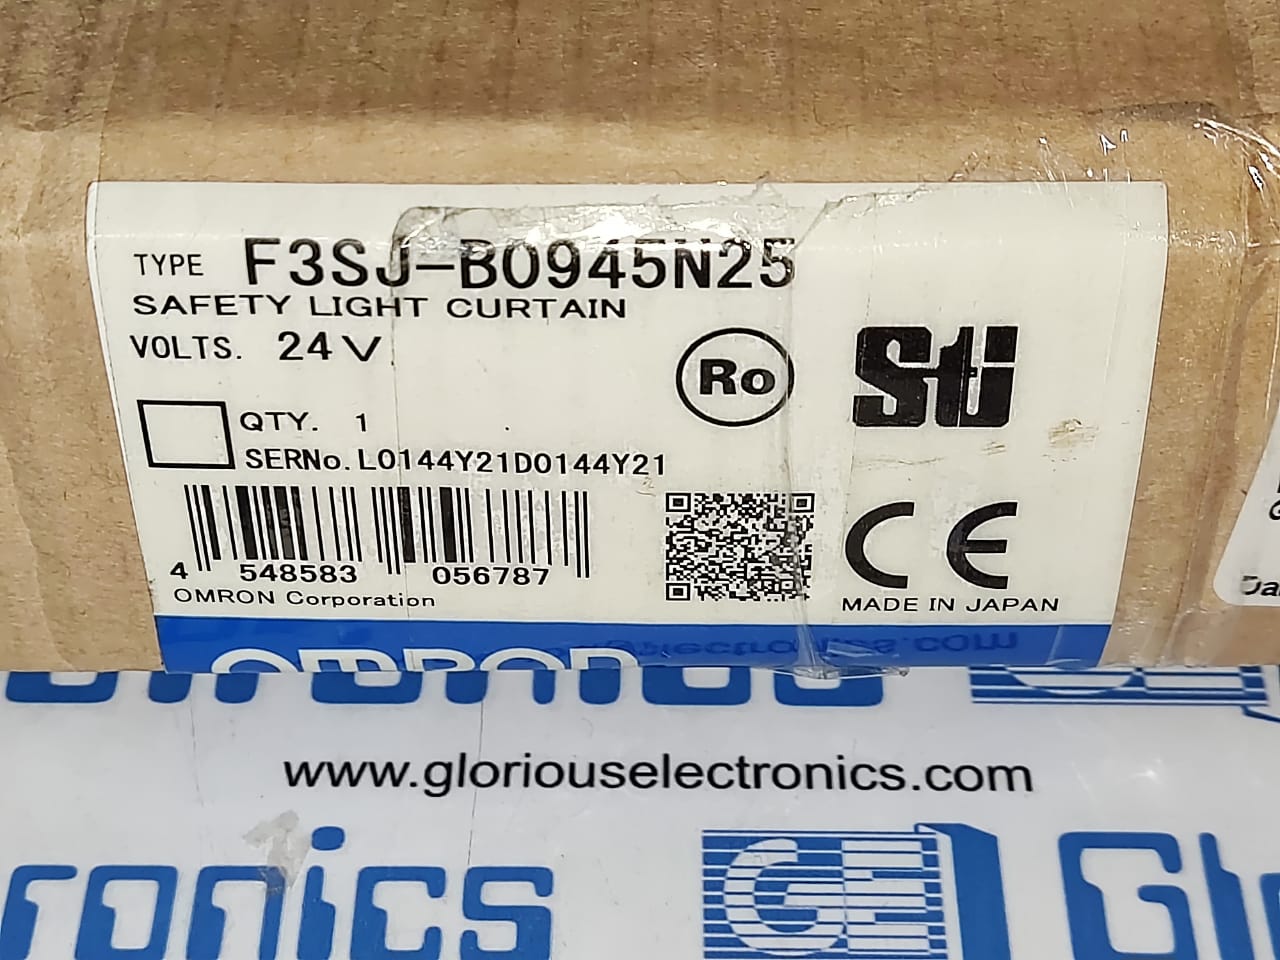 TYPE F3SJ-B0945N25
SAFETY LIGHT CURTAIN
VOLTS. 24V
Ro
Sti
QTY. 1
SERNo. L0144Y21D0144Y21
4 548583 056787
OMRON Corporation
CE
MADE IN JAPAN
OMRON
www.gloriouselectronics.com
ronics
GE